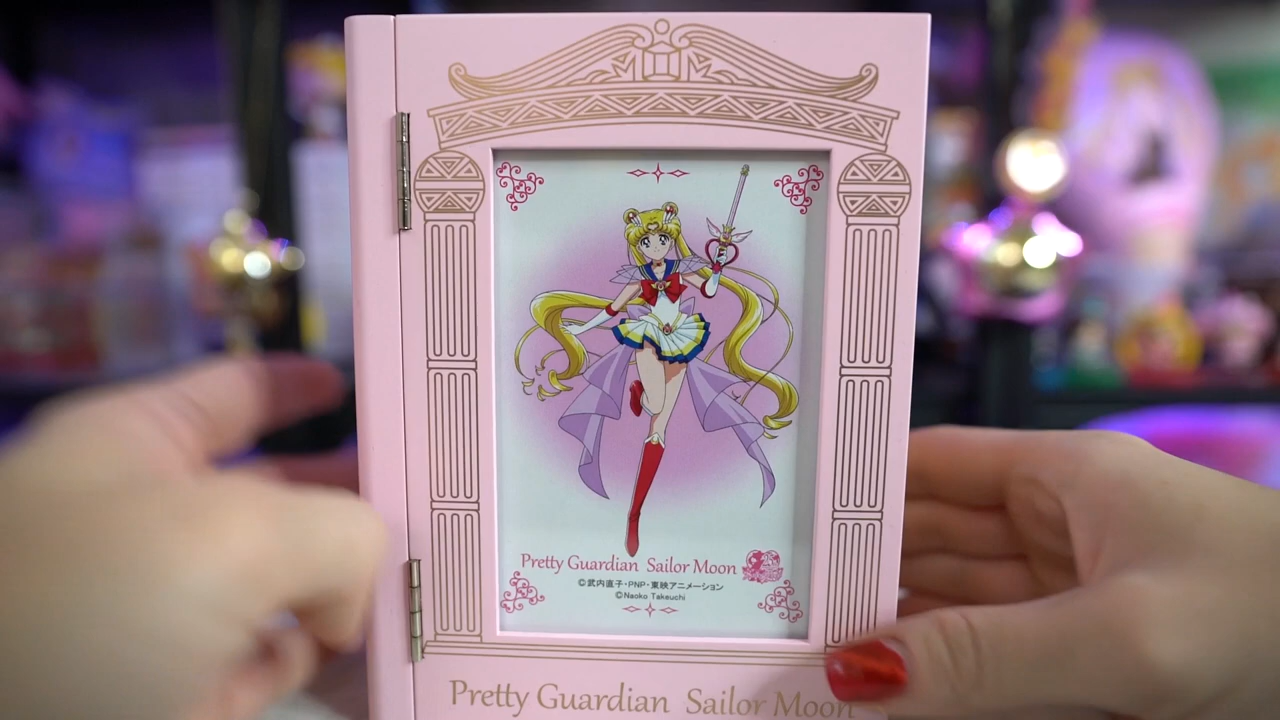 Pretty Guardian Sailor Moon
©武内直子・PNP・東映アニメーション
©Naoko Takeuchi
Pretty Guardian Sailor Moon